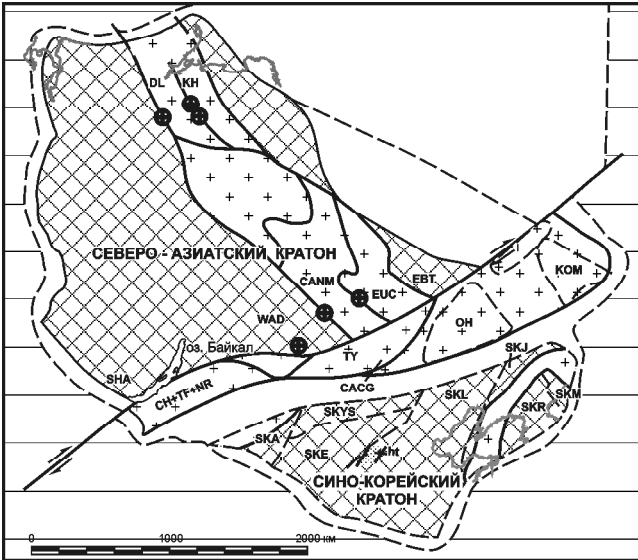 DL KH
СЕВЕРО - АЗИАТСКИЙ КРАТОН
EBT
KOM
CANM
EUC
WAD
OH
оз. Байкал
TY
SKJ
SHA
CH+TF+NR
CACG
SKL
SKM
SKYS
SKR
SKA
SKE
ht
СИНО-КОРЕЙСКИЙ
КРАТОН
0 1000 2000 КМ